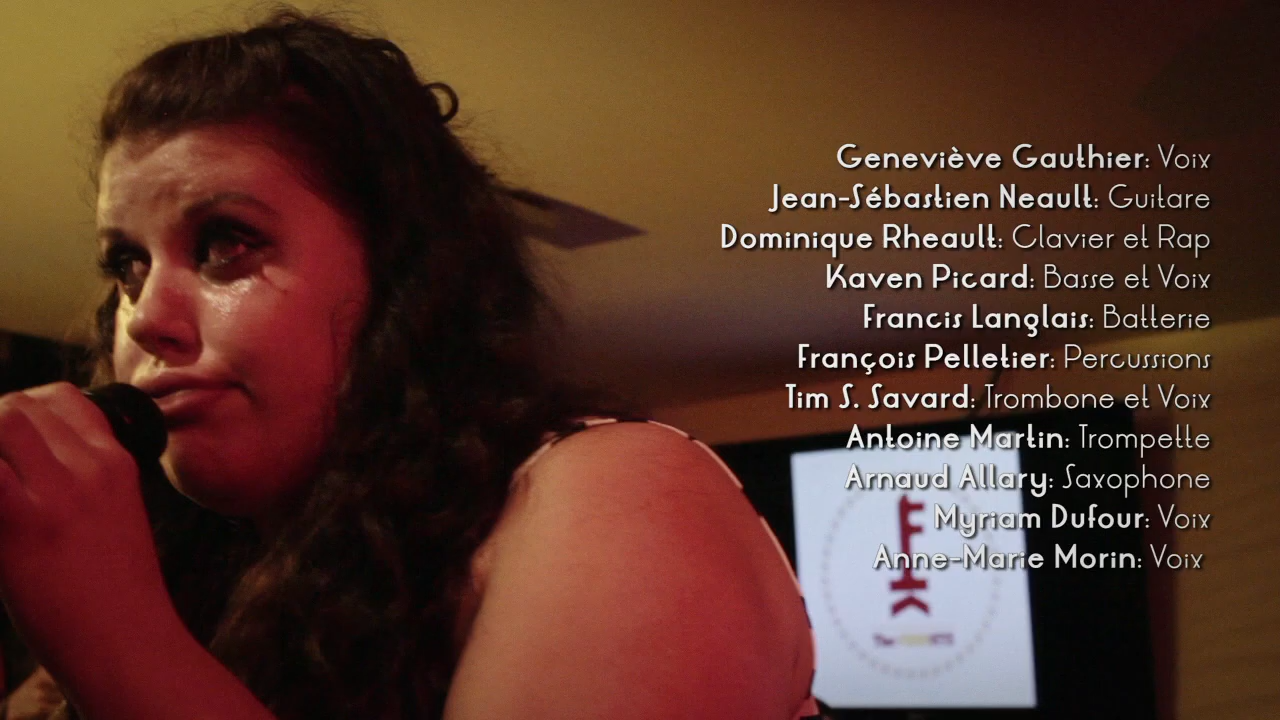 Geneviève Gauthier: Voix
Jean-Sébastien Neault: Guitare
Dominique Rheault: Clavier et Rap
Kaven Picard: Basse et Voix
Francis Langlais: Batterie
François Pelletier: Percussions
Tim S. Savard: Trombone et Voix
Antoine Martin: Trompette
Arnaud Allary: Saxophone
Myriam Dufour: Voix
Anne-Marie Morin: Voix
The